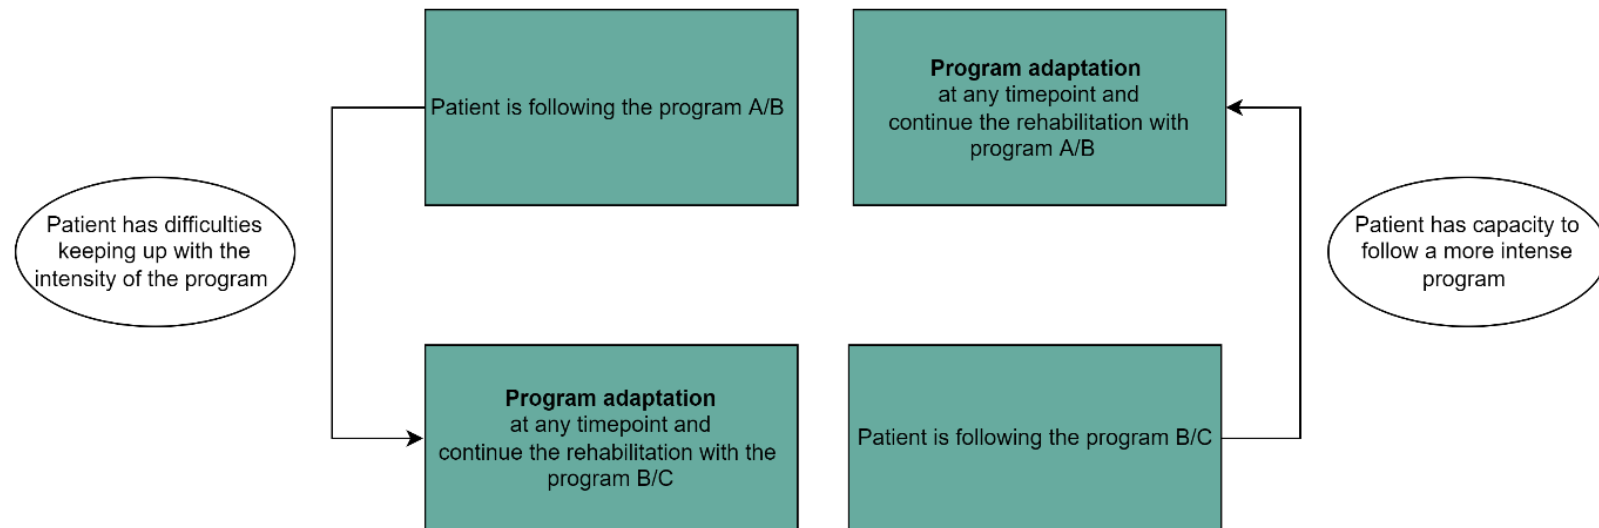 Patient is following the program A/B
Program adaptation
at any timepoint and
continue the rehabilitation with
program A/B
Patient has difficulties
keeping up with the
intensity of the program
Patient has capacity to
follow a more intense
program
Program adaptation
at any timepoint and
continue the rehabilitation with the
program B/C
Patient is following the program B/C